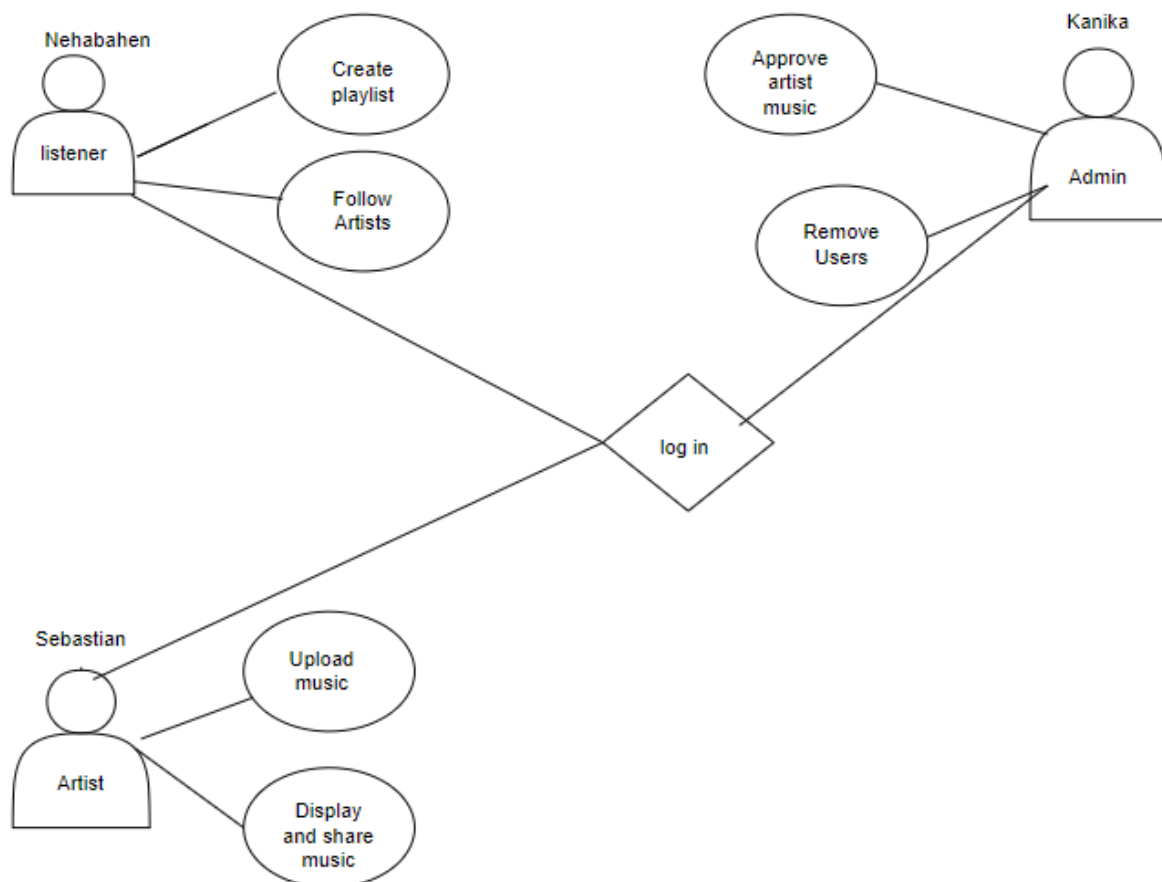 Nehabahen
listener
Create
playlist
Follow
Artists
Kanika
Admin
Approve
artist
music
Remove
Users
log in
Sebastian
Artist
Upload
music
Display
and share
music